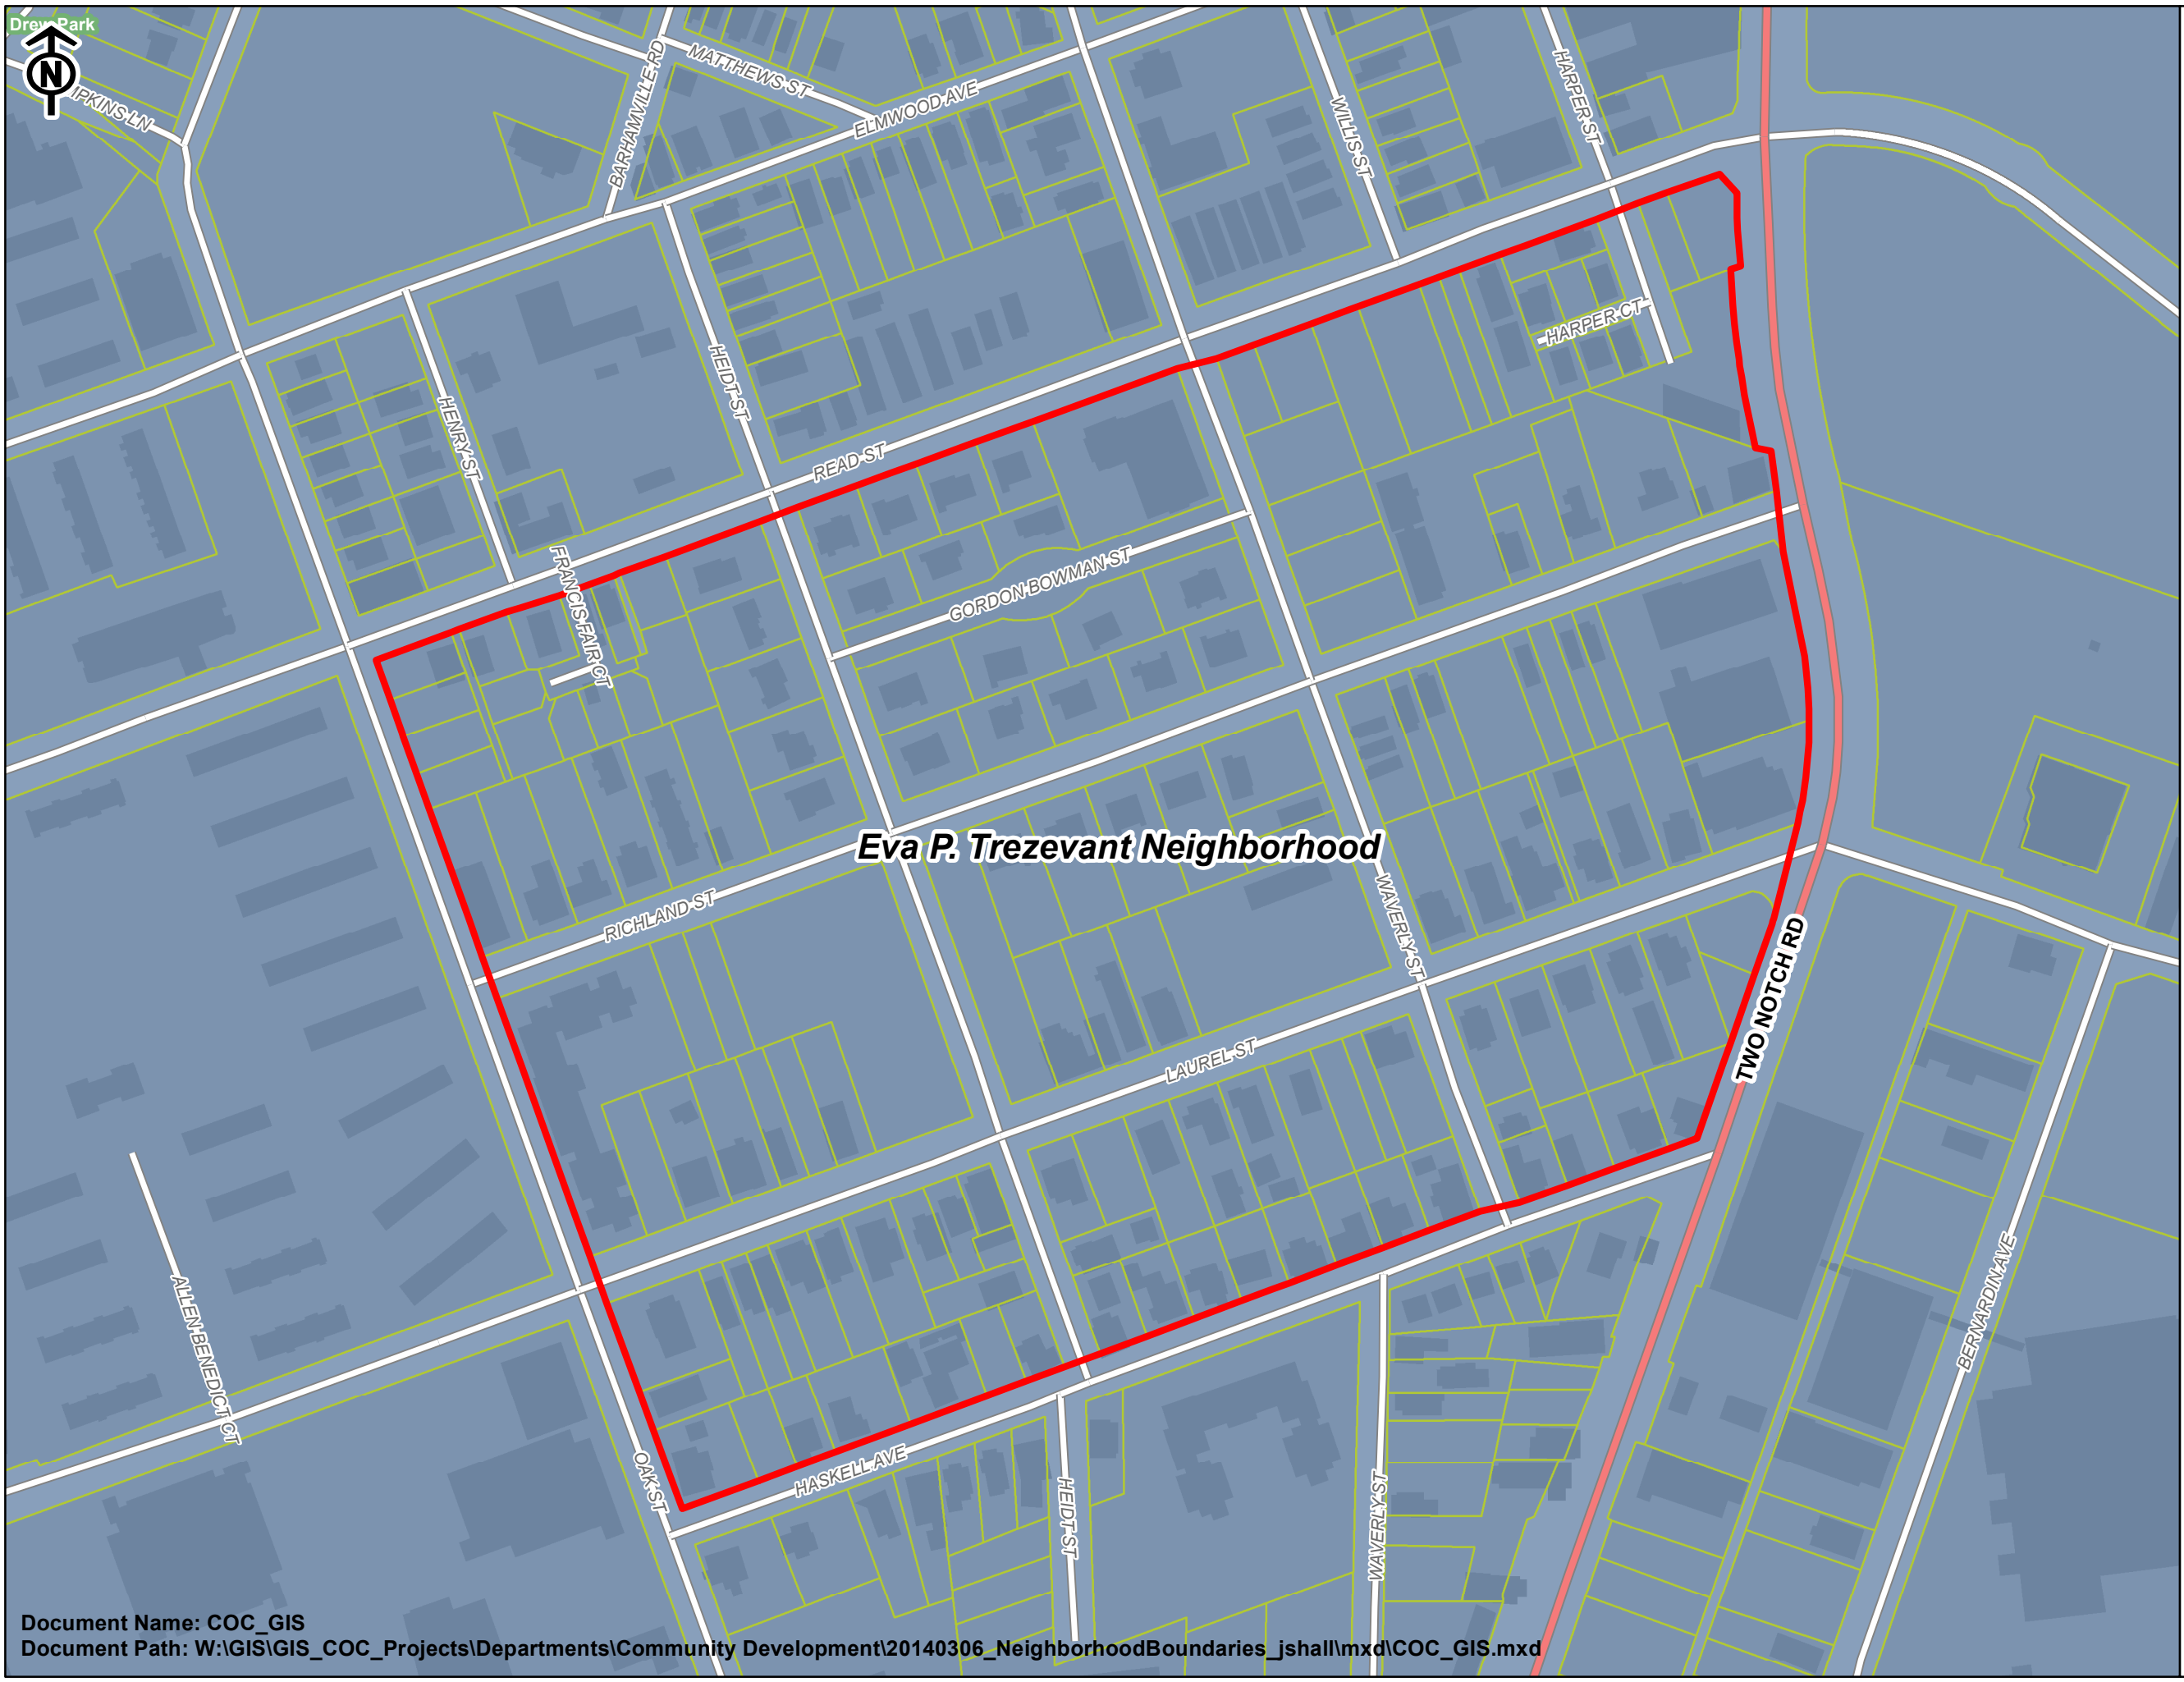 Drew Park
N
MPKINS LN
BARHAMVILLE RD
MATTHEWS ST
ELMWOOD AVE
WILLIS ST
HARPER ST
HARPER CT
HEIDT ST
HENRY ST
READ ST
FRANCIS FAIR CT
GORDON BOWMAN ST
Eva P. Trezevant Neighborhood
RICHLAND ST
WAVERLY ST
TWO NOTCH RD
LAUREL ST
ALLEN BENEDICT CT
BERNARDIN AVE
OAK ST
HASKELL AVE
HEIDT ST
WAVERLY ST
Document Name: COC_GIS
Document Path: W:\GIS\GIS_COC_Projects\Departments\Community Development\20140306_NeighborhoodBoundaries_jshall\mxd\COC_GIS.mxd